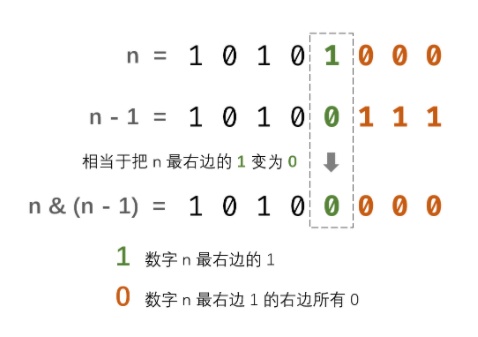 n = 1 0 1 0 1 0 0 0
n - 1 = 1 0 1 0 0 1 1 1
相当于把 n 最右边的 1 变为 0
n & (n - 1) = 1 0 1 0 0 0 0 0
1 数字 n 最右边的 1
0 数字 n 最右边 1 的右边所有 0